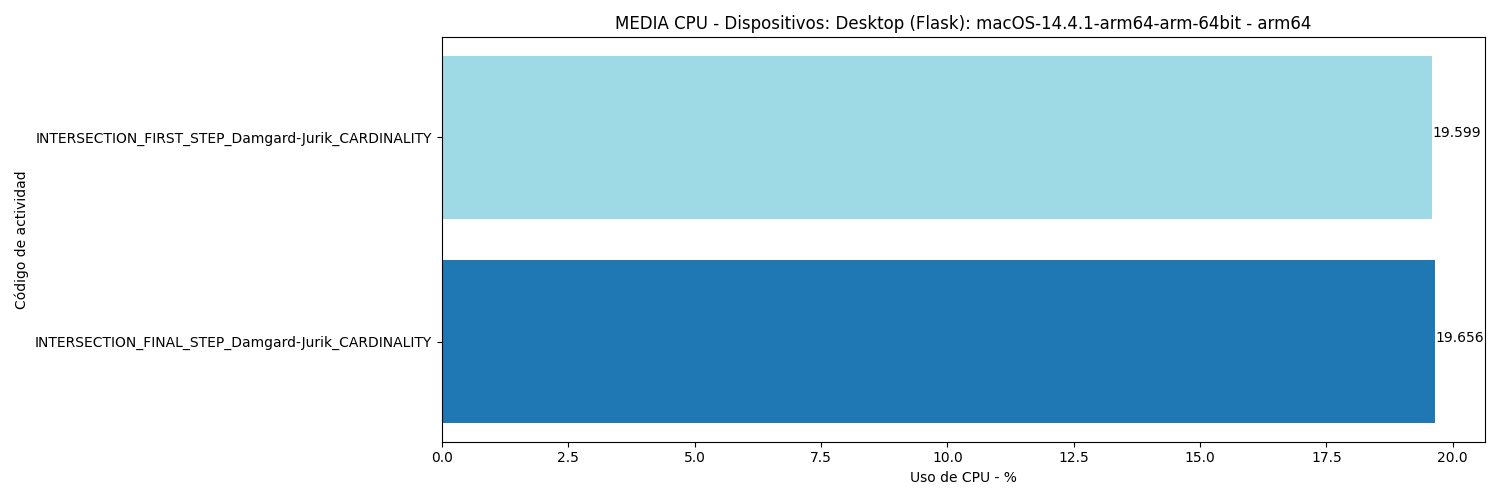 MEDIA CPU - Dispositivos: Desktop (Flask): macOS-14.4.1-arm64-arm-64bit - arm64
Código de actividad
INTERSECTION_FIRST_STEP_Damgard-Jurik_CARDINALITY
19.599
INTERSECTION_FINAL_STEP_Damgard-Jurik_CARDINALITY
19.656
0.0 2.5 5.0 7.5 10.0 12.5 15.0 17.5 20.0
Uso de CPU - %